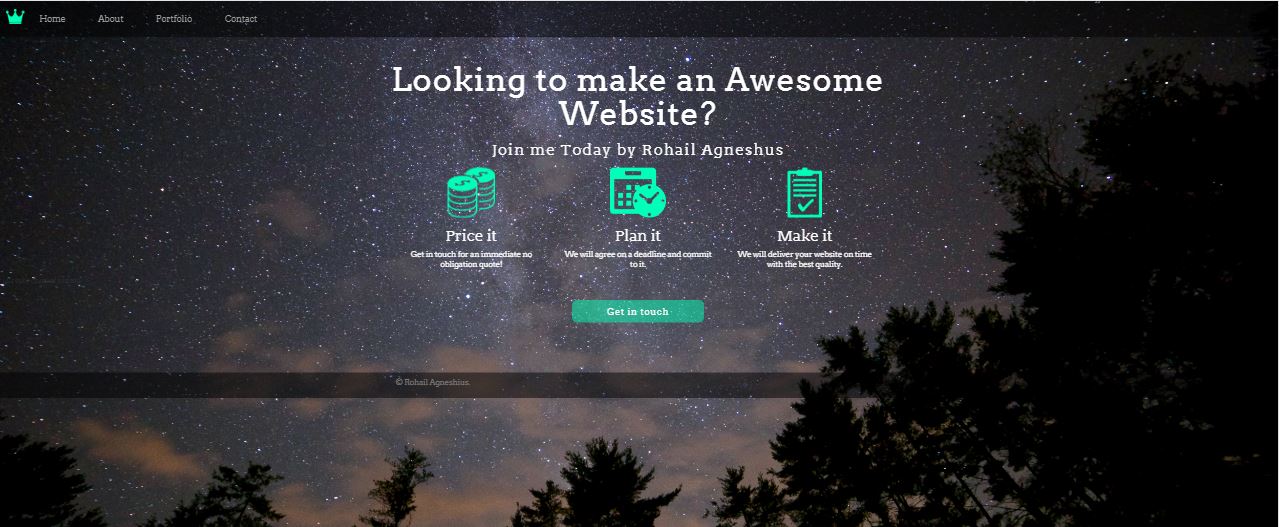 Home About Portfolio Contact
Looking to make an Awesome
Website?
Join me Today by Rohail Agneshus
Price it
Get in touch for an immediate no
obligation quote!
Plan it
We will agree on a deadline and commit
to it.
Make it
We will deliver your website on time
with the best quality.
Get in touch
© Rohail Agneshius.